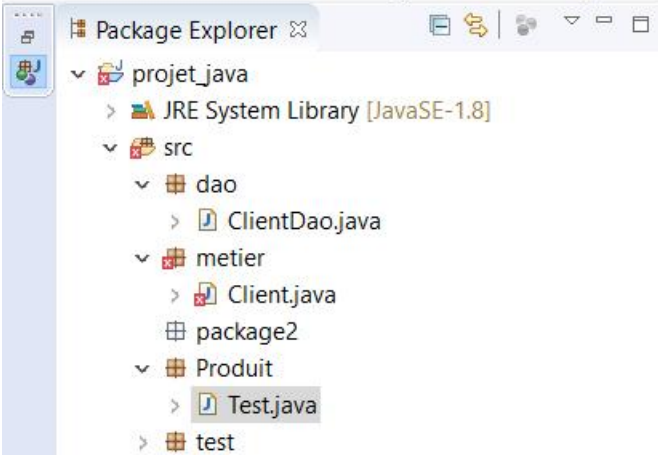 Package Explorer
projet_java
JRE System Library [JavaSE-1.8]
src
dao
ClientDao.java
metier
Client.java
package2
Produit
Test.java
test